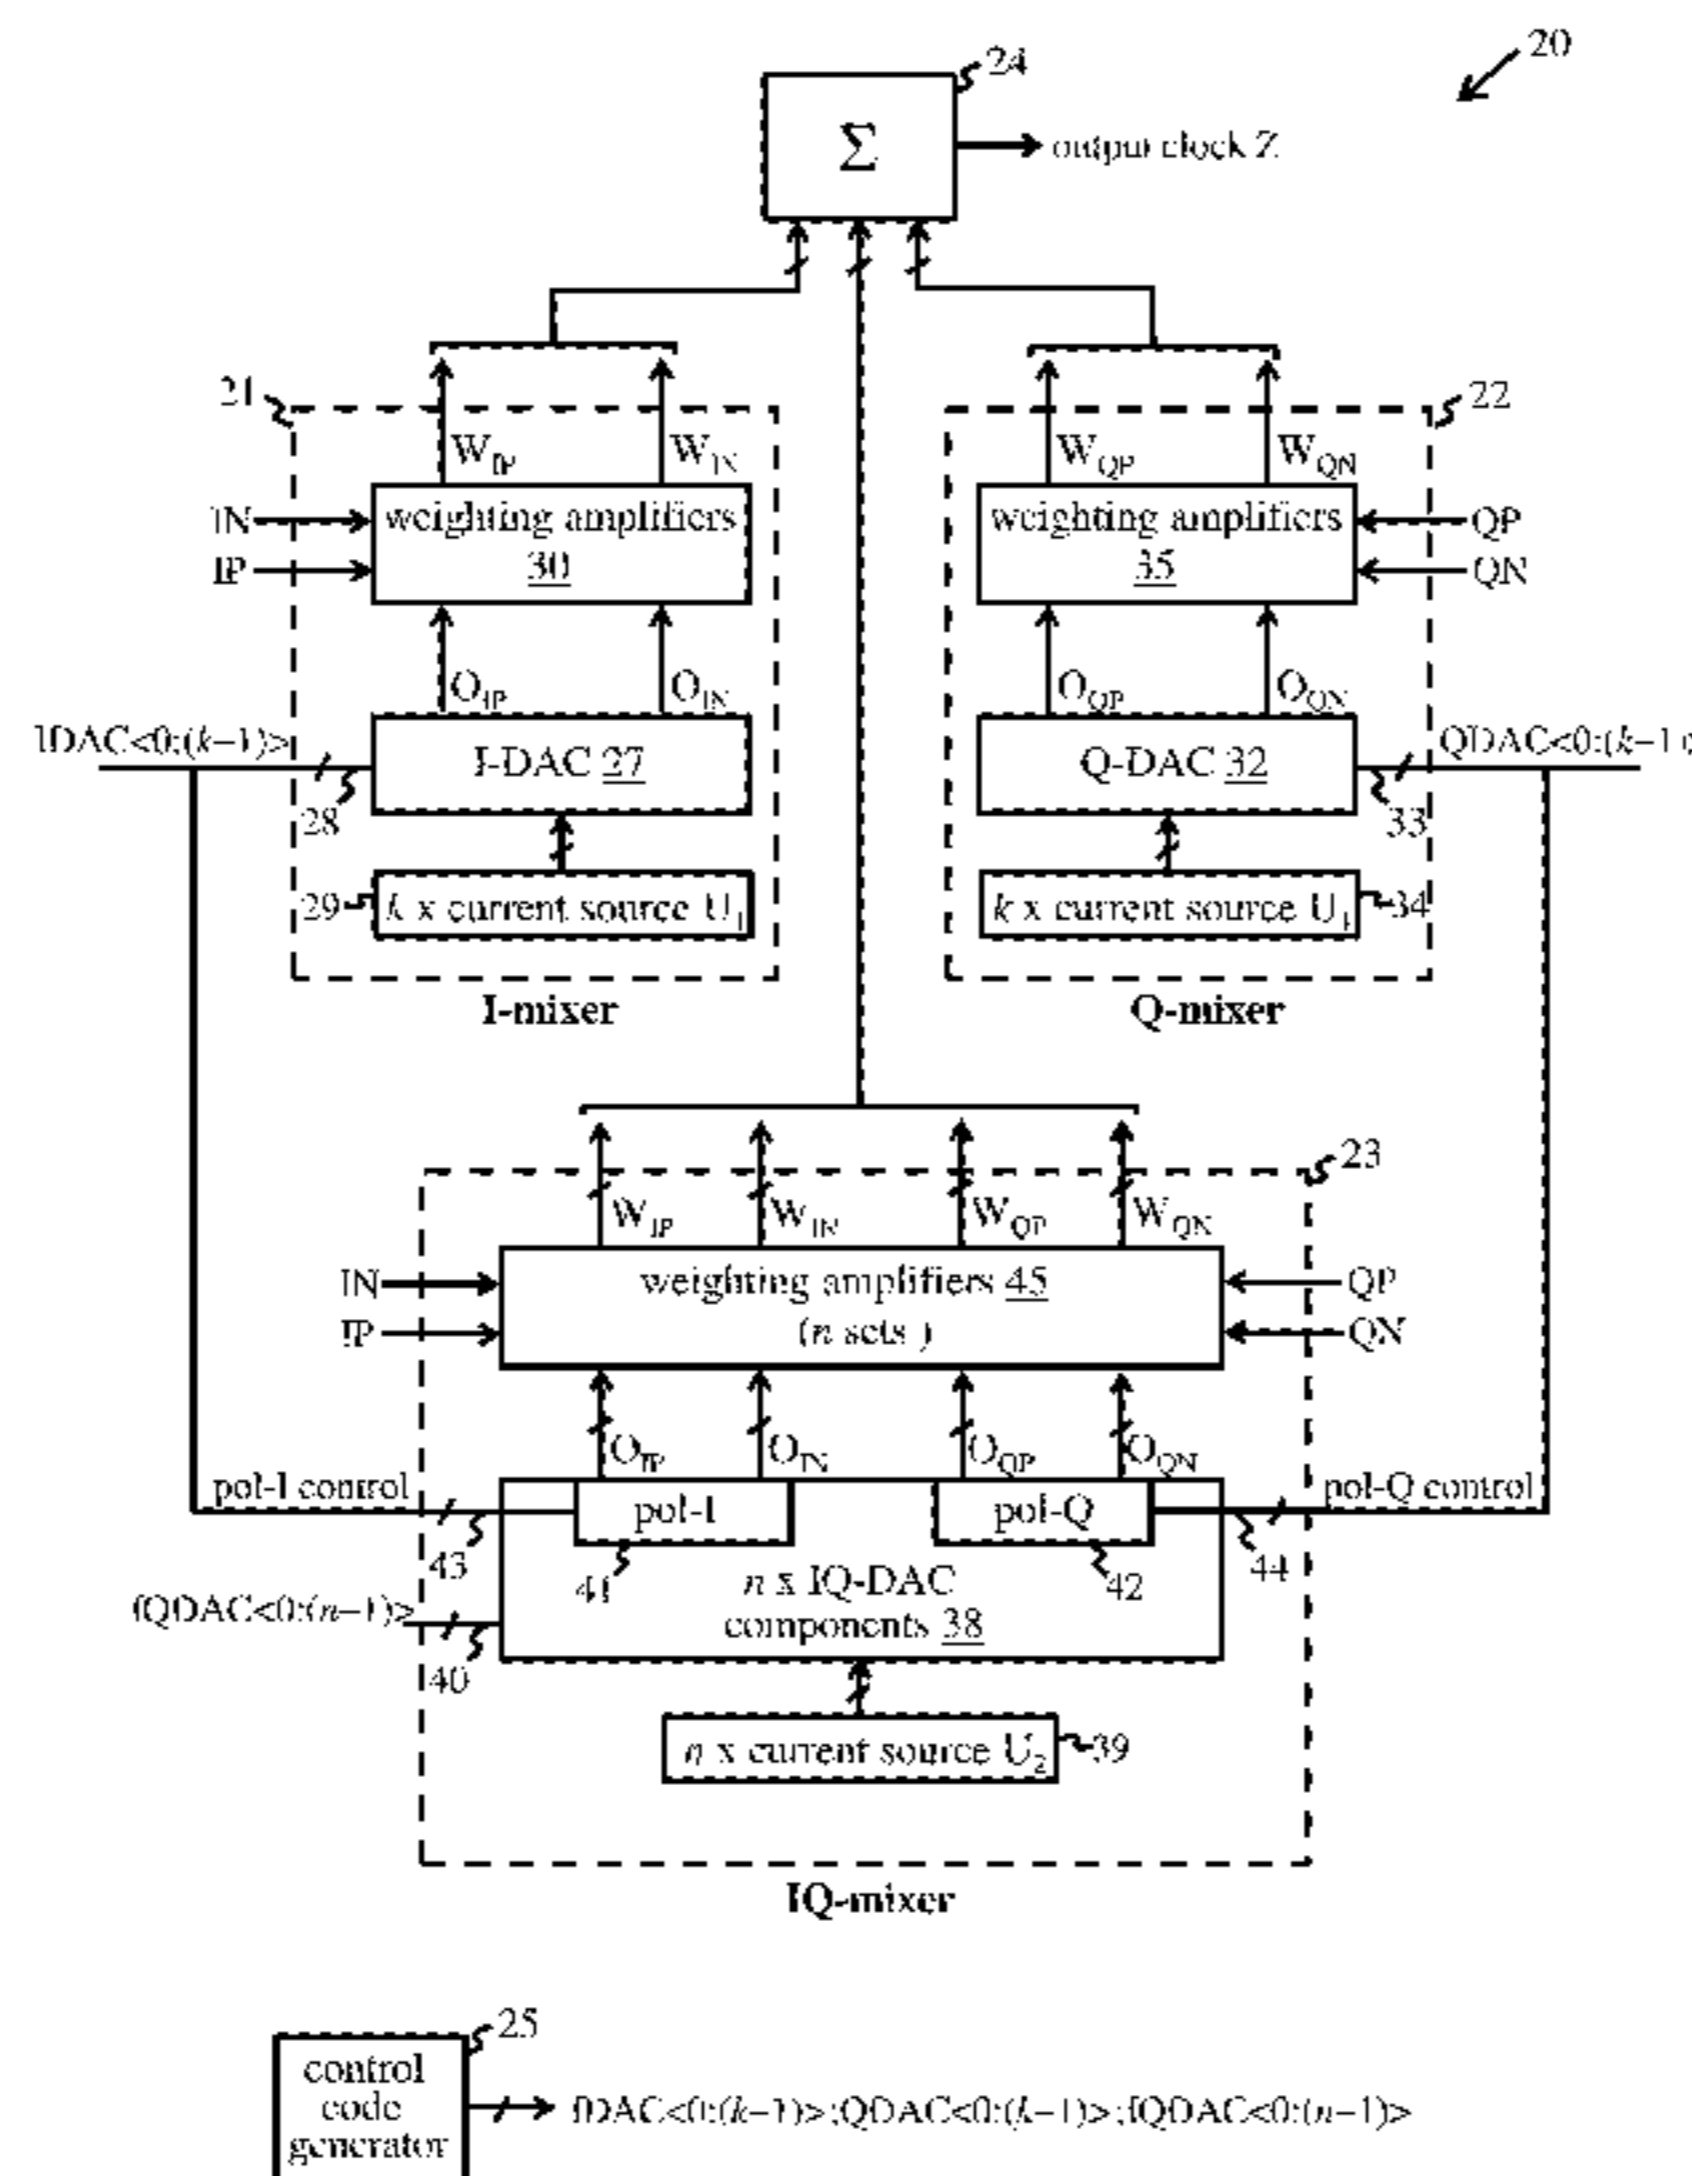 20
24
Σ
output clock Z
21
22
W_IP
W_IN
W_QP
W_QN
IN
IP
weighting amplifiers
30
weighting amplifiers
35
QP
QN
O_IP
O_IN
O_QP
O_QN
IDAC<0:(k−1)>
I-DAC 27
Q-DAC 32
QDAC<0:(k−1)
28
33
29
k x current source U_1
k x current source U_1
34
I-mixer
Q-mixer
23
W_IP
W_IN
W_QP
W_QN
IN
IP
weighting amplifiers 45
(n sets )
QP
QN
O_IP
O_IN
O_QP
O_QN
pol-I control
pol-I
pol-Q
pol-Q control
43
41
42
44
n x IQ-DAC
components 38
IQDAC<0:(n−1)>
40
n x current source U_2
39
IQ-mixer
25
control
code
generator
IDAC<0:(k−1)>;QDAC<0:(k−1)>;IQDAC<0:(n−1)>